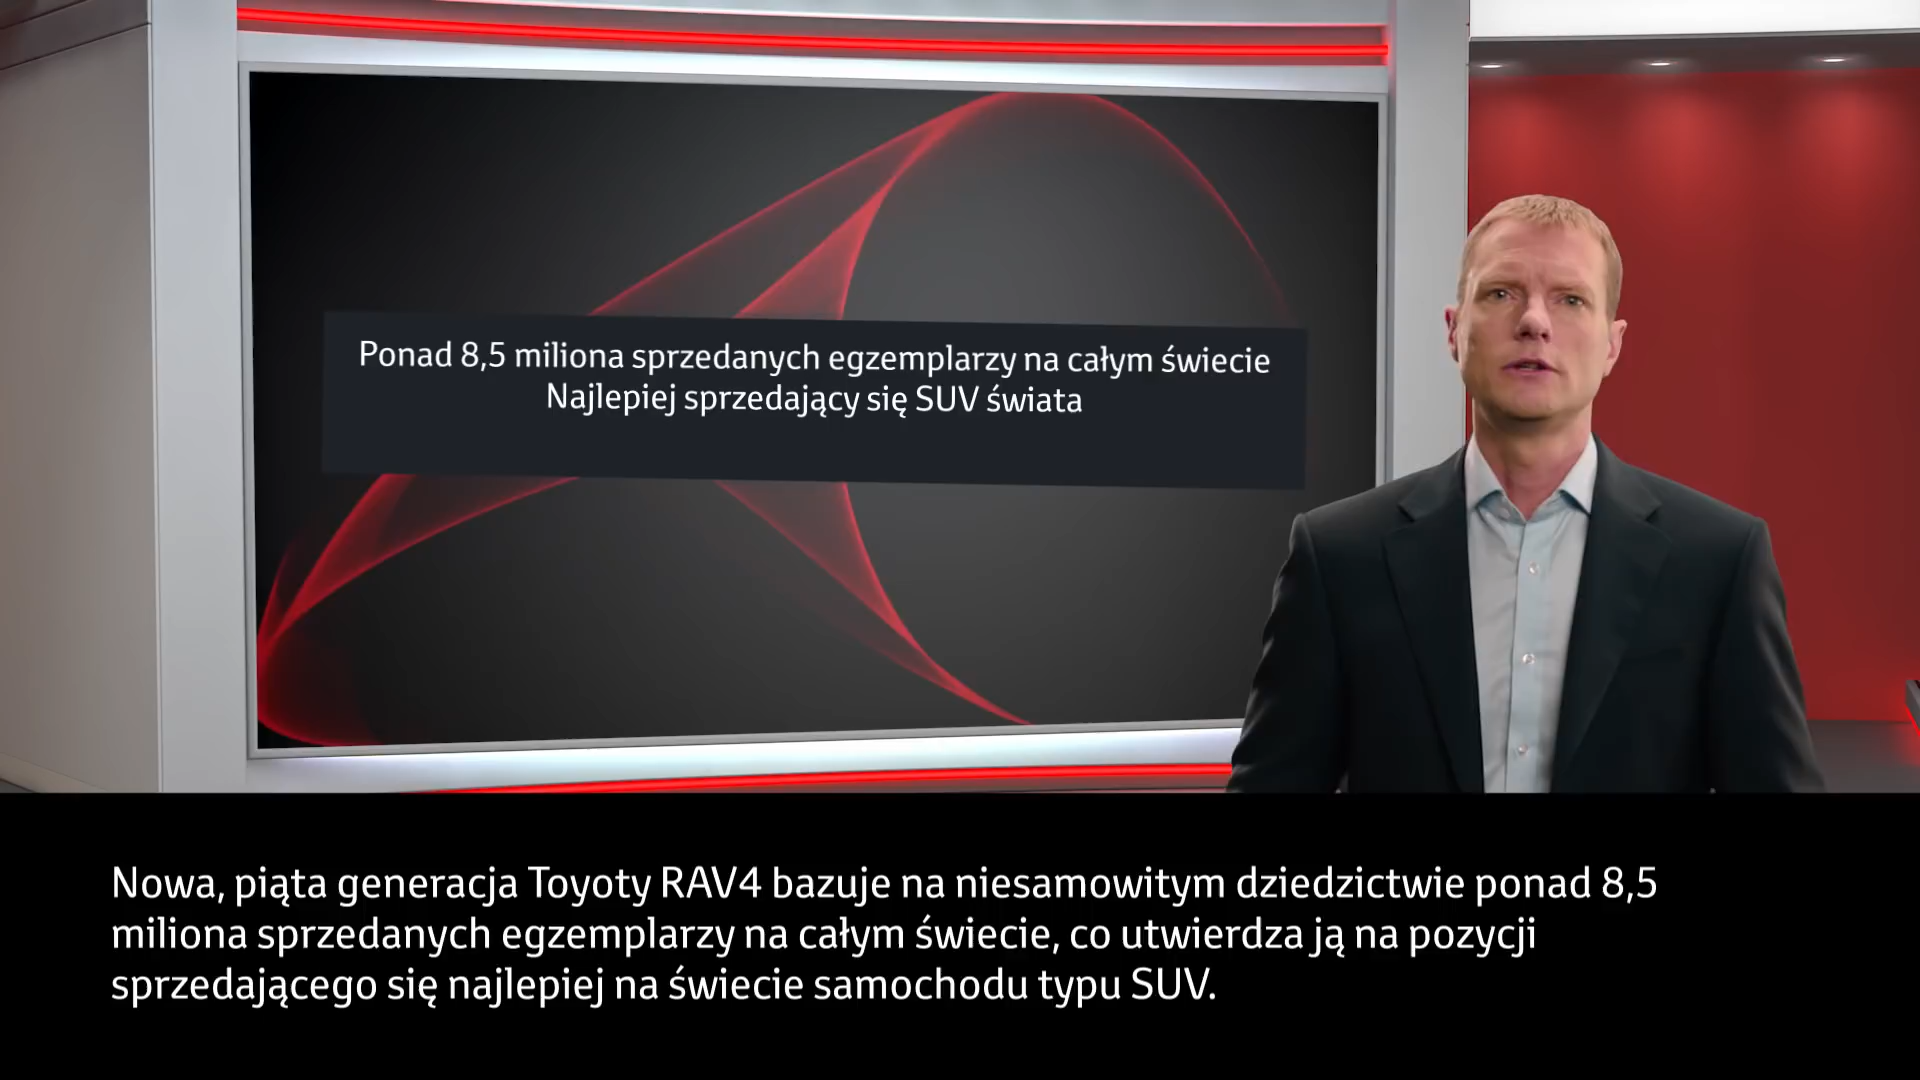 Ponad 8,5 miliona sprzedanych egzemplarzy na całym świecie
Najlepiej sprzedający się SUV świata
Nowa, piąta generacja Toyoty RAV4 bazuje na niesamowitym dziedzictwie ponad 8,5
miliona sprzedanych egzemplarzy na całym świecie, co utwierdza ją na pozycji
sprzedającego się najlepiej na świecie samochodu typu SUV.